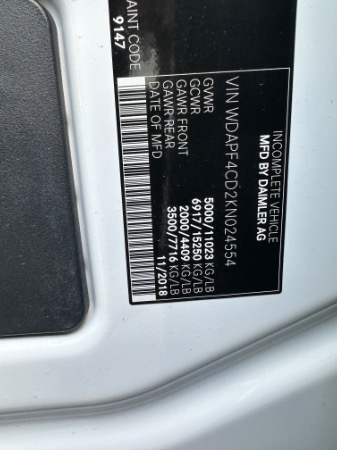 INCOMPLETE VEHICLE
MFD BY DAIMLER AG
VIN WDAPF4CD2KN024554
GVWR 5000/11023 KG/LB
GCWR 6917/15250 KG/LB
GAWR FRONT 2000/4409 KG/LB
GAWR REAR 3500/7716 KG/LB
DATE OF MFD 11/2018
AINT CODE
9147